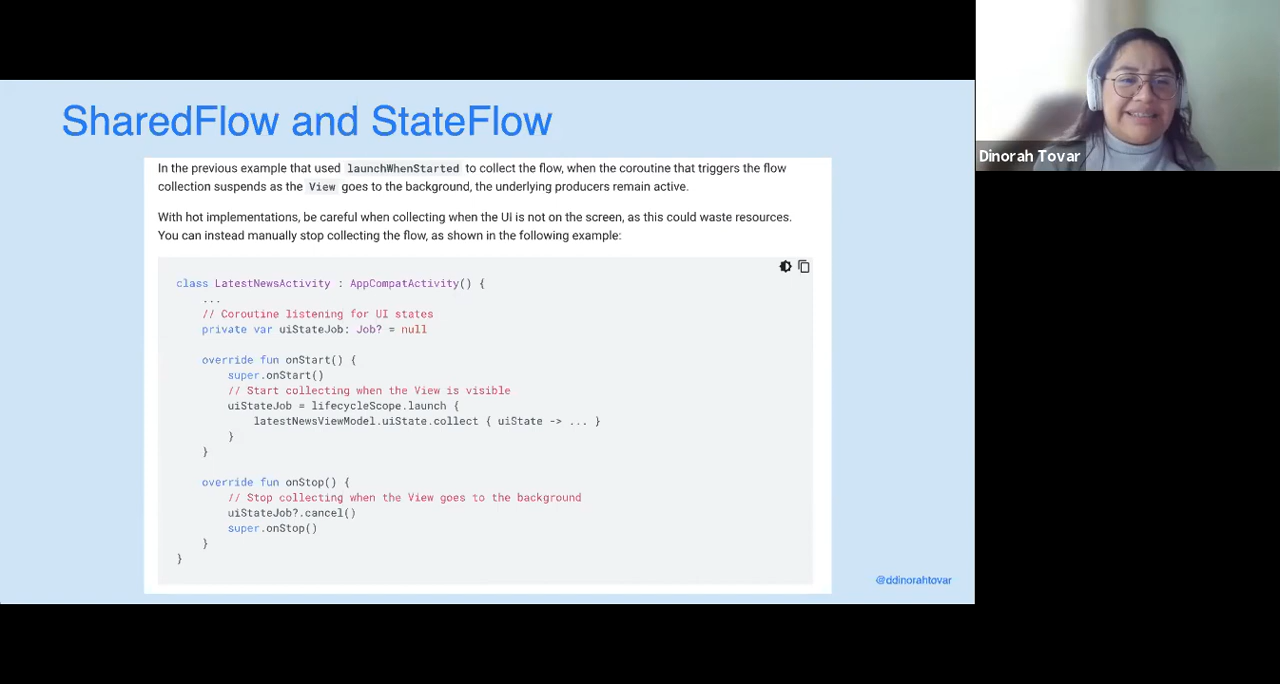 SharedFlow and StateFlow
In the previous example that used launchWhenStarted to collect the flow, when the coroutine that triggers the flow
collection suspends as the View goes to the background, the underlying producers remain active.
With hot implementations, be careful when collecting when the UI is not on the screen, as this could waste resources.
You can instead manually stop collecting the flow, as shown in the following example:
class LatestNewsActivity : AppCompatActivity() {
...
// Coroutine listening for UI states
private var uiStateJob: Job? = null
override fun onStart() {
super.onStart()
// Start collecting when the View is visible
uiStateJob = lifecycleScope.launch {
latestNewsViewModel.uiState.collect { uiState -> ... }
}
}
override fun onStop() {
// Stop collecting when the View goes to the background
uiStateJob?.cancel()
super.onStop()
}
}
@ddinorahtovar
Dinorah Tovar